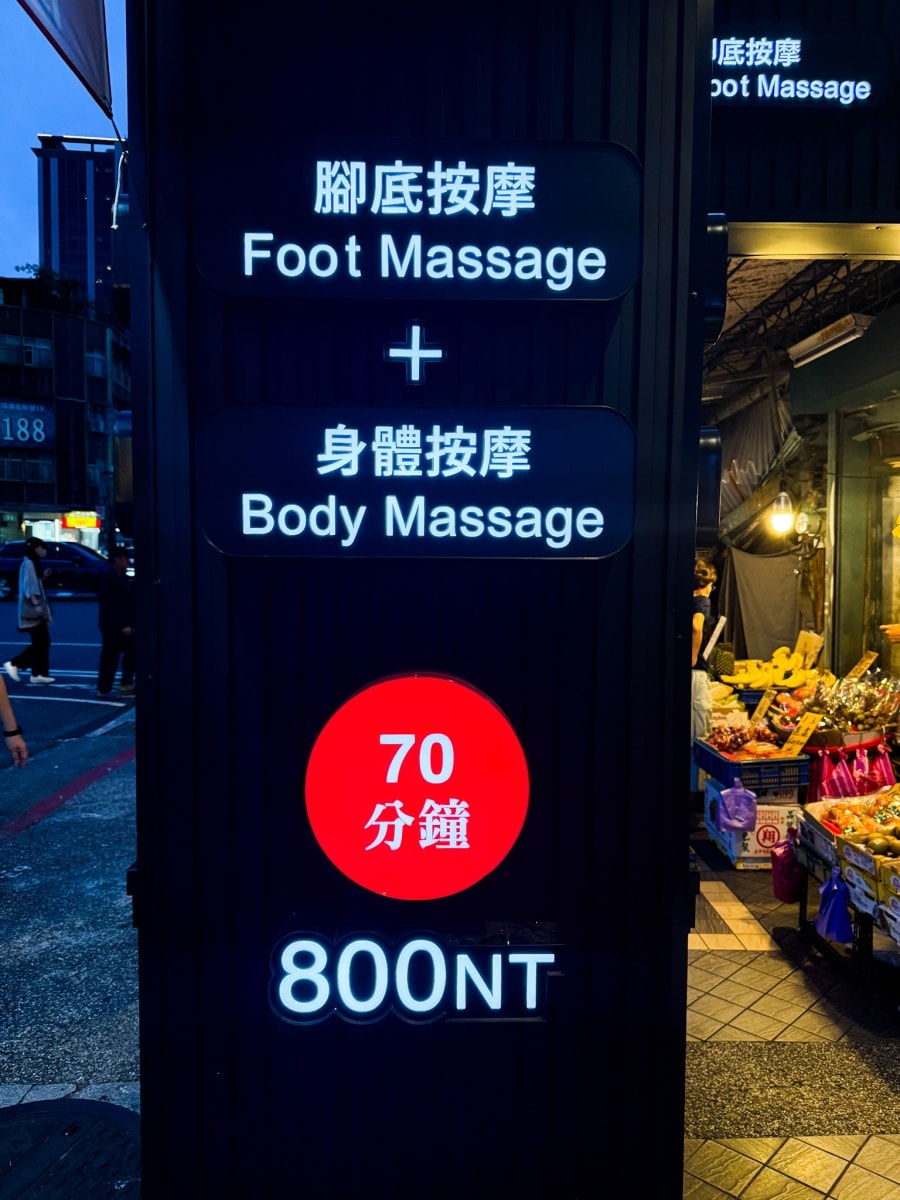 腳底按摩
Foot Massage
+
身體按摩
Body Massage
70
分鐘
800NT
底按摩
oot Massage
188
翔